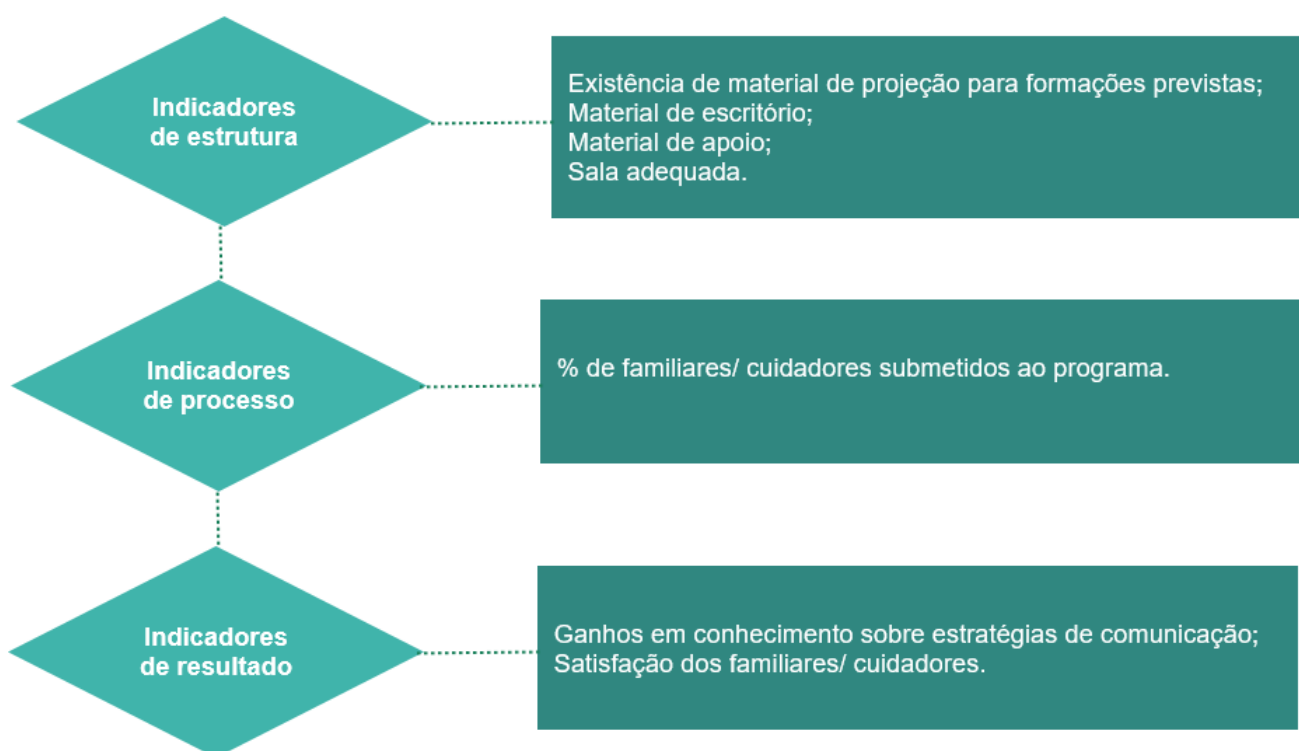 Indicadores
de estrutura
Existência de material de projeção para formações previstas;
Material de escritório;
Material de apoio;
Sala adequada.
Indicadores
de processo
% de familiares/ cuidadores submetidos ao programa.
Indicadores
de resultado
Ganhos em conhecimento sobre estratégias de comunicação;
Satisfação dos familiares/ cuidadores.